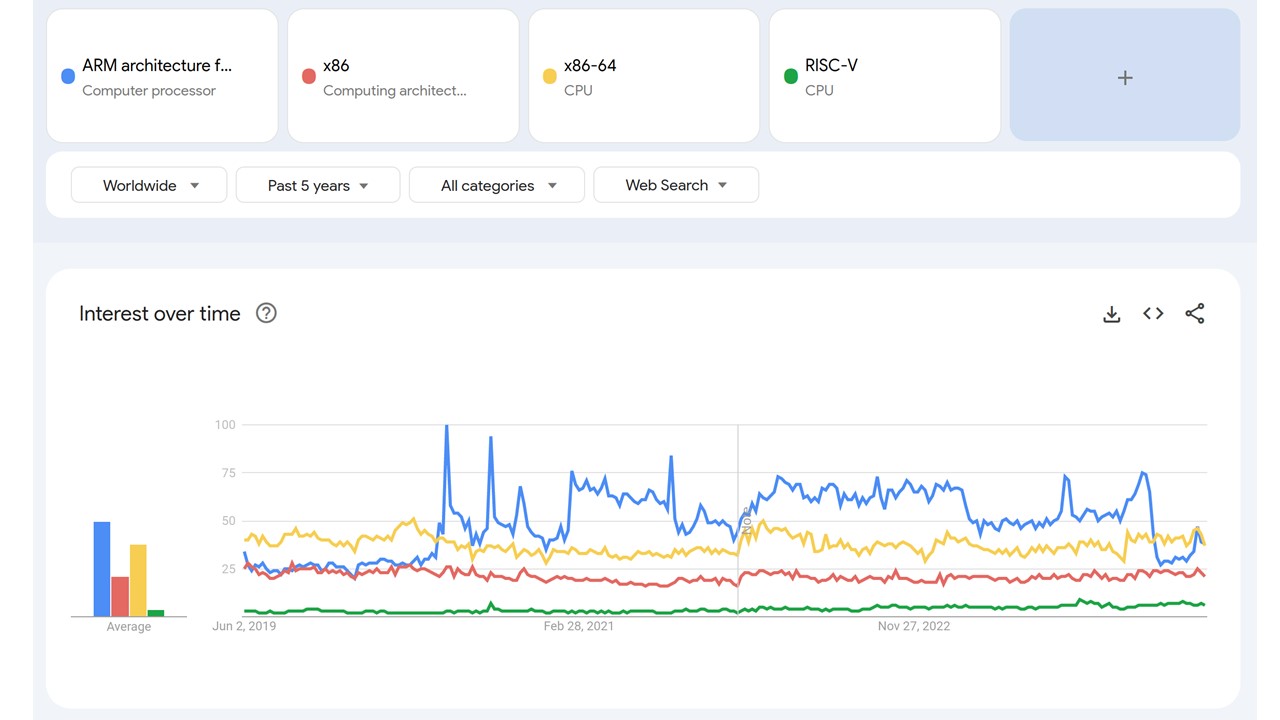 ARM architecture f...
Computer processor
x86
Computing architect...
x86-64
CPU
RISC-V
CPU
+
Worldwide
Past 5 years
All categories
Web Search
Interest over time
?
100
75
50
25
Average
Jun 2, 2019
Feb 28, 2021
Nov 27, 2022